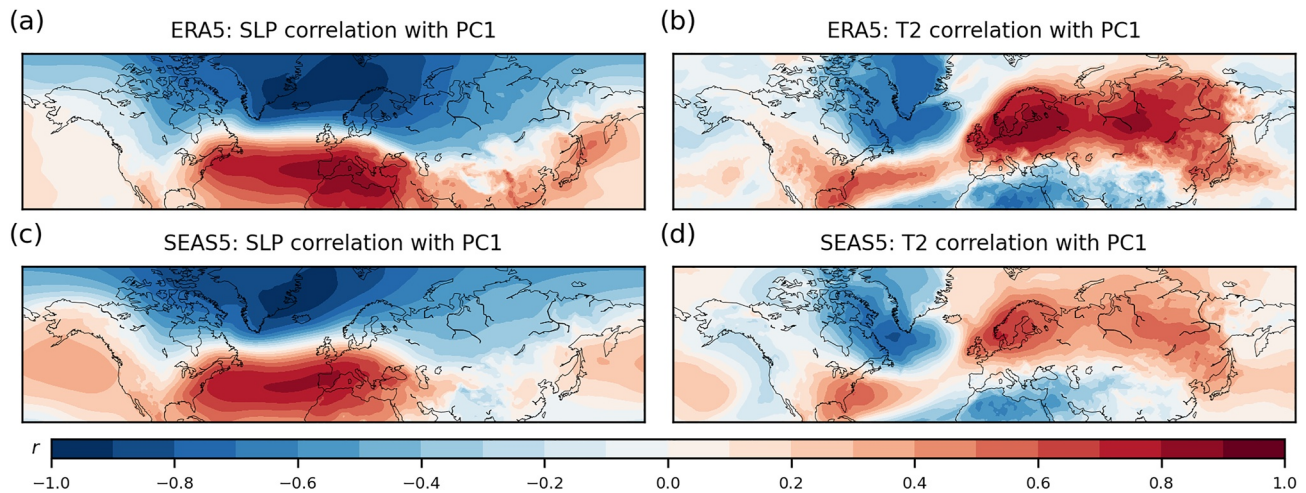 (a) ERA5: SLP correlation with PC1
(b) ERA5: T2 correlation with PC1
(c) SEAS5: SLP correlation with PC1
(d) SEAS5: T2 correlation with PC1
r
−1.0 −0.8 −0.6 −0.4 −0.2 0.0 0.2 0.4 0.6 0.8 1.0